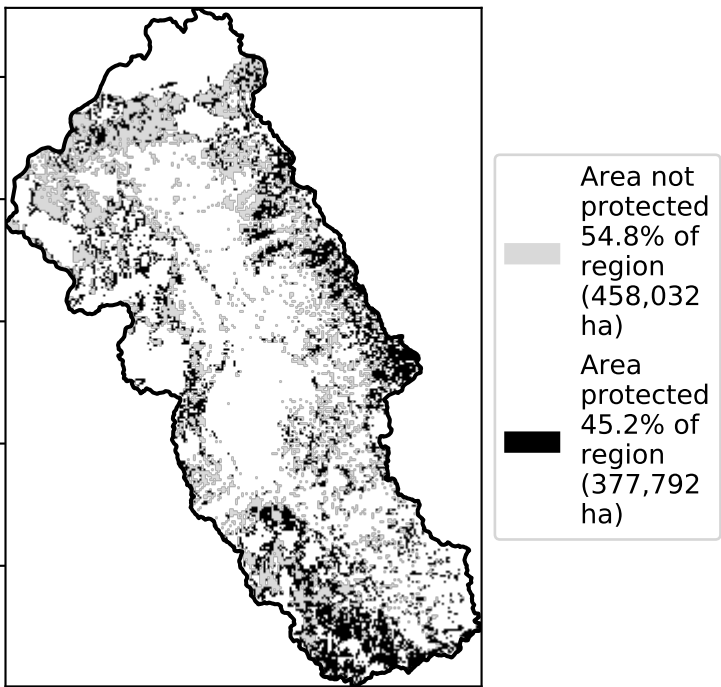 Area not
protected
54.8% of
region
(458,032
ha)
Area
protected
45.2% of
region
(377,792
ha)